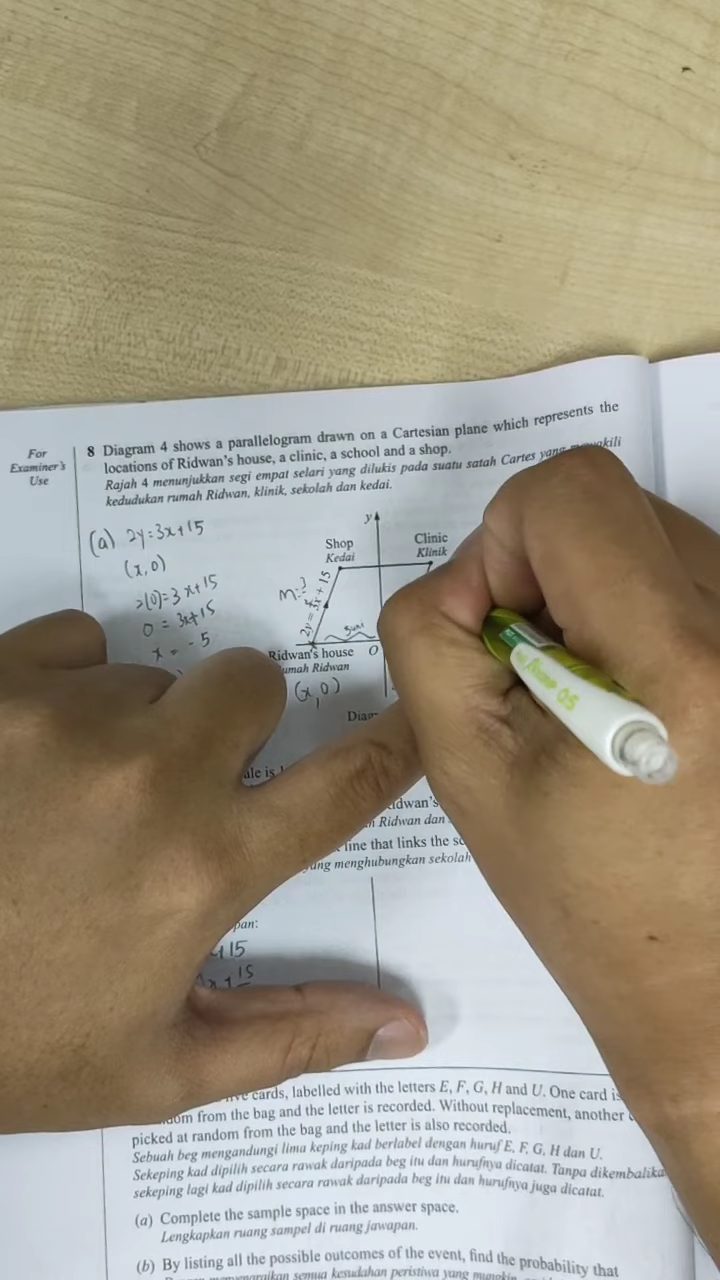 For
Examiner's
Use
8 Diagram 4 shows a parallelogram drawn on a Cartesian plane which represents the
locations of Ridwan's house, a clinic, a school and a shop.
Rajah 4 menunjukkan segi empat selari yang dilukis pada suatu satah Cartes yang
kedudukan rumah Ridwan, klinik, sekolah dan kedai.
(a) 2y = 3x + 15
(x, 0)
2(0) = 3x + 15
0 = 3x + 15
x = -5
y
Shop
Kedai
Clinic
Klinik
2y = 3x + 15
Ridwan's house
O
umah Ridwan
(x, 0)
line that links the
ang menghubungkan sekolah
pan:
cards, labelled with the letters E, F, G, H and U. One card is
from the bag and the letter is recorded. Without replacement, another
picked at random from the bag and the letter is also recorded.
Sebuah beg mengandungi lima keping kad berlabel dengan huruf E, F, G, H dan U.
Sekeping kad dipilih secara rawak daripada beg itu dan hurufnya dicatat. Tanpa dikembalika
sekeping lagi kad dipilih secara rawak daripada beg itu dan hurufnya juga dicatat.
(a) Complete the sample space in the answer space.
Lengkapkan ruang sampel di ruang jawapan.
(b) By listing all the possible outcomes of the event, find the probability that
semua kesudahan peristiwa yang